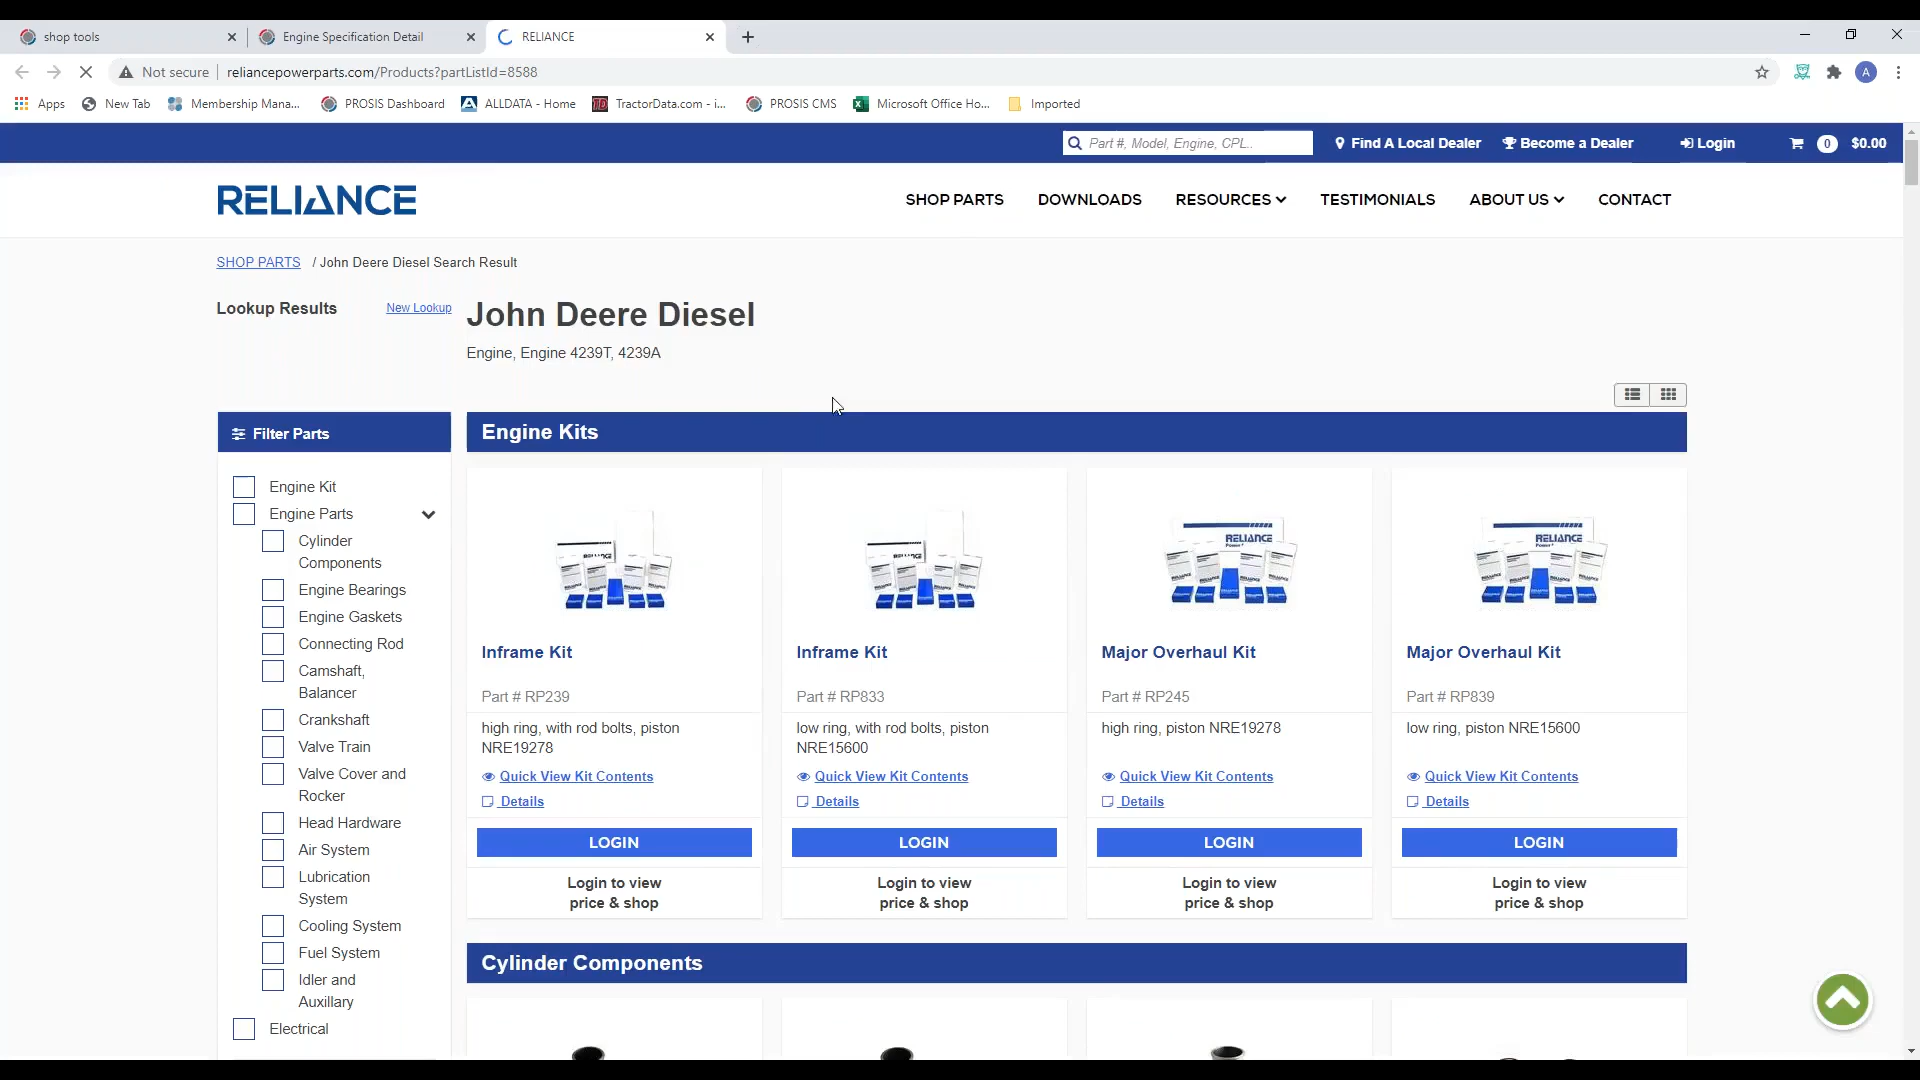 shop tools
Engine Specification Detail
RELIANCE
Not secure
reliancepowerparts.com/Products?partListId=8588
A
Apps
New Tab
Membership Mana...
PROSIS Dashboard
ALLDATA - Home
TractorData.com - i...
PROSIS CMS
Microsoft Office Ho...
Imported
Part #, Model, Engine, CPL..
Find A Local Dealer
Become a Dealer
Login
0
$0.00
RELIANCE
SHOP PARTS
DOWNLOADS
RESOURCES
TESTIMONIALS
ABOUT US
CONTACT
SHOP PARTS / John Deere Diesel Search Result
Lookup Results
New Lookup
John Deere Diesel
Engine, Engine 4239T, 4239A
Filter Parts
Engine Kit
Engine Parts
Cylinder
Components
Engine Bearings
Engine Gaskets
Connecting Rod
Camshaft,
Balancer
Crankshaft
Valve Train
Valve Cover and
Rocker
Head Hardware
Air System
Lubrication
System
Cooling System
Fuel System
Idler and
Auxillary
Electrical
Engine Kits
Inframe Kit
Part # RP239
high ring, with rod bolts, piston
NRE19278
Quick View Kit Contents
Details
LOGIN
Login to view
price & shop
Inframe Kit
Part # RP833
low ring, with rod bolts, piston
NRE15600
Quick View Kit Contents
Details
LOGIN
Login to view
price & shop
RELIANCE
Major Overhaul Kit
Part # RP245
high ring, piston NRE19278
Quick View Kit Contents
Details
LOGIN
Login to view
price & shop
RELIANCE
Major Overhaul Kit
Part # RP839
low ring, piston NRE15600
Quick View Kit Contents
Details
LOGIN
Login to view
price & shop
Cylinder Components